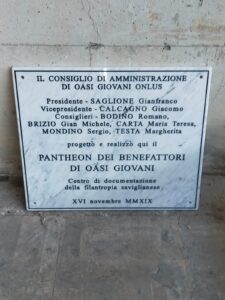 IL CONSIGLIO DI AMMINISTRAZIONE
DI OASI GIOVANI ONLUS
Presidente - SAGLIONE Gianfranco
Vicepresidente - CALCAGNO Giacomo
Consiglieri - BODINO Romano,
BRIZIO Gian Michele, CARTA Maria Teresa,
MONDINO Sergio, TESTA Margherita
progettò e realizzò qui il
PANTHEON DEI BENEFATTORI
DI OASI GIOVANI
Centro di documentazione
della filantropia saviglianese
XVI novembre MMXIX